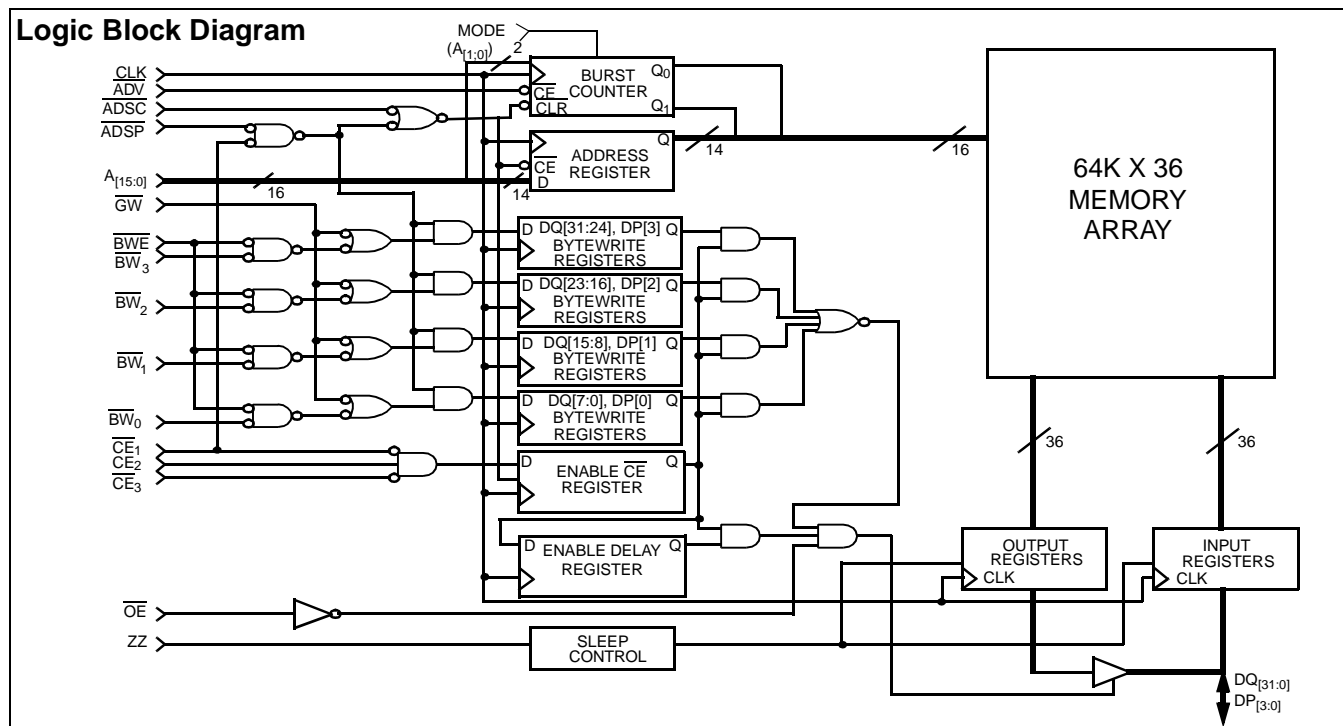 Logic Block Diagram
MODE
(A[1;0])
2
CLK
ADV
ADSC
ADSP
A[15:0]
16
GW
BWE
BW3
BW2
BW1
BW0
CE1
CE2
CE3
OE
ZZ
BURST
COUNTER
CE
CLR
Q0
Q1
ADDRESS
REGISTER
CE
D
Q
14
14
16
64K X 36
MEMORY
ARRAY
D DQ[31:24], DP[3] Q
BYTEWRITE
REGISTERS
D DQ[23:16], DP[2] Q
BYTEWRITE
REGISTERS
D DQ[15:8], DP[1] Q
BYTEWRITE
REGISTERS
D DQ[7:0], DP[0] Q
BYTEWRITE
REGISTERS
D ENABLE CE Q
REGISTER
D ENABLE DELAY Q
REGISTER
SLEEP
CONTROL
36
36
OUTPUT
REGISTERS
CLK
INPUT
REGISTERS
CLK
DQ[31:0]
DP[3:0]